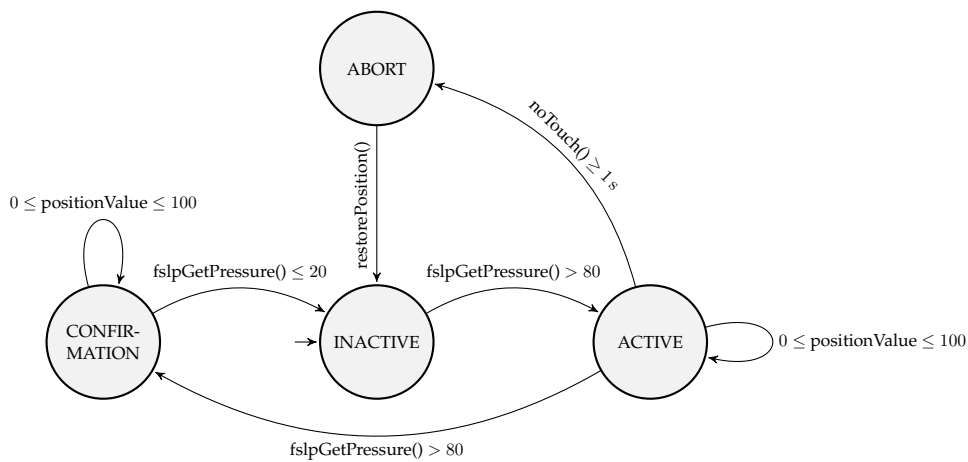 ABORT
noTouch() ≥ 1 s
restorePosition()
0 ≤ positionValue ≤ 100
fslpGetPressure() ≤ 20
fslpGetPressure() > 80
CONFIR-
MATION
INACTIVE
ACTIVE
0 ≤ positionValue ≤ 100
fslpGetPressure() > 80